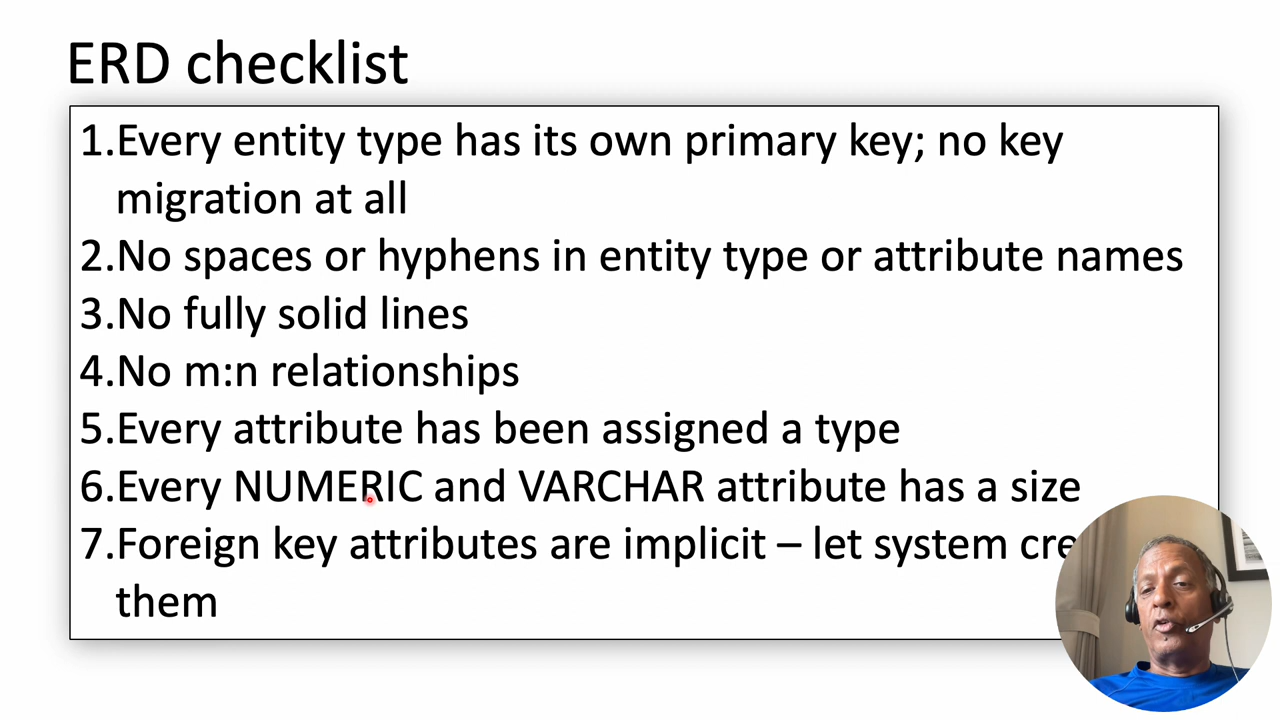 ERD checklist
1.Every entity type has its own primary key; no key
migration at all
2.No spaces or hyphens in entity type or attribute names
3.No fully solid lines
4.No m:n relationships
5.Every attribute has been assigned a type
6.Every NUMERIC and VARCHAR attribute has a size
7.Foreign key attributes are implicit – let system
them